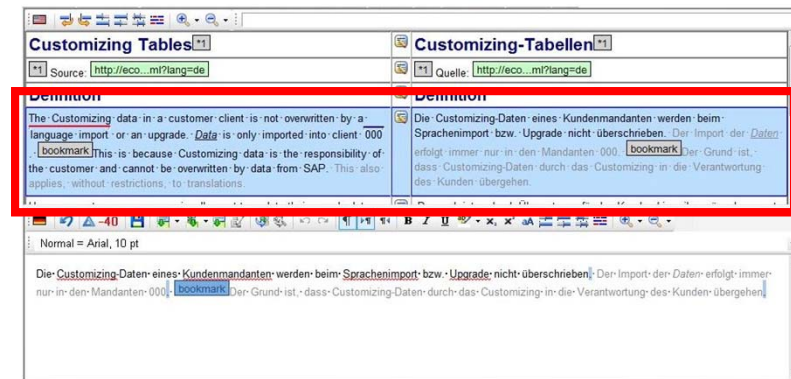 Customizing Tables *1
Customizing-Tabellen *1
*1 Source: http://eco...ml?lang=de
*1 Quelle: http://eco...ml?lang=de
Definition
Definition
The Customizing data in a customer client is not overwritten by a
language import or an upgrade. Data is only imported into client 000
. bookmark This is because Customizing data is the responsibility of
the customer and cannot be overwritten by data from SAP. This also
applies, without restrictions, to translations.
Die Customizing-Daten eines Kundenmandanten werden beim
Sprachenimport bzw. Upgrade nicht überschrieben. Der Import der Daten
erfolgt immer nur in den Mandanten 000. bookmark Der Grund ist,
dass Customizing-Daten durch das Customizing in die Verantwortung
des Kunden übergehen.
-40 B I U x, x' aA
Normal = Arial, 10 pt
Die Customizing-Daten eines Kundenmandanten werden beim Sprachenimport bzw. Upgrade nicht überschrieben. Der Import der Daten erfolgt immer
nur in den Mandanten 000. bookmark Der Grund ist, dass Customizing-Daten durch das Customizing in die Verantwortung des Kunden übergehen.